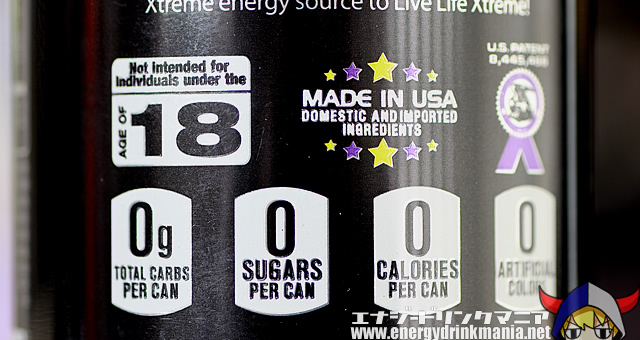 Xtreme energy source to Live Life Xtreme!
Not intended for
individuals under the
AGE OF
18
MADE IN USA
DOMESTIC AND IMPORTED
INGREDIENTS
U.S. PATENT
0g
TOTAL CARBS
PER CAN
0
SUGARS
PER CAN
0
CALORIES
PER CAN
0
ARTIFICIAL
エナジードリンクマニア
www.energydrinkmania.net